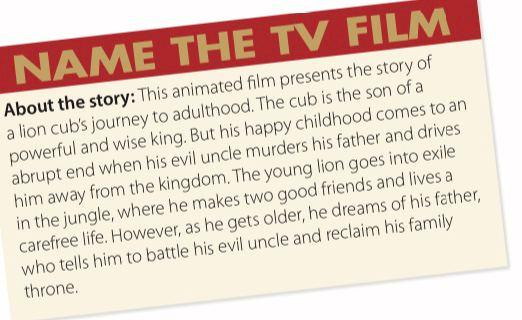 NAME THE TV FILM
About the story: This animated film presents the story of
a lion cub's journey to adulthood. The cub is the son of a
powerful and wise king. But his happy childhood comes to an
abrupt end when his evil uncle murders his father and drives
him away from the kingdom. The young lion goes into exile
in the jungle, where he makes two good friends and lives a
carefree life. However, as he gets older, he dreams of his father,
who tells him to battle his evil uncle and reclaim his family
throne.